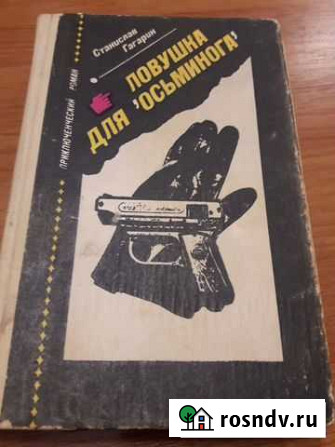 Станислав
Гагарин
ПРИКЛЮЧЕНЧЕСКИЙ РОМАН
ЛОВУШКА
ДЛЯ 'ОСЬМИНОГА'
rosndv.ru